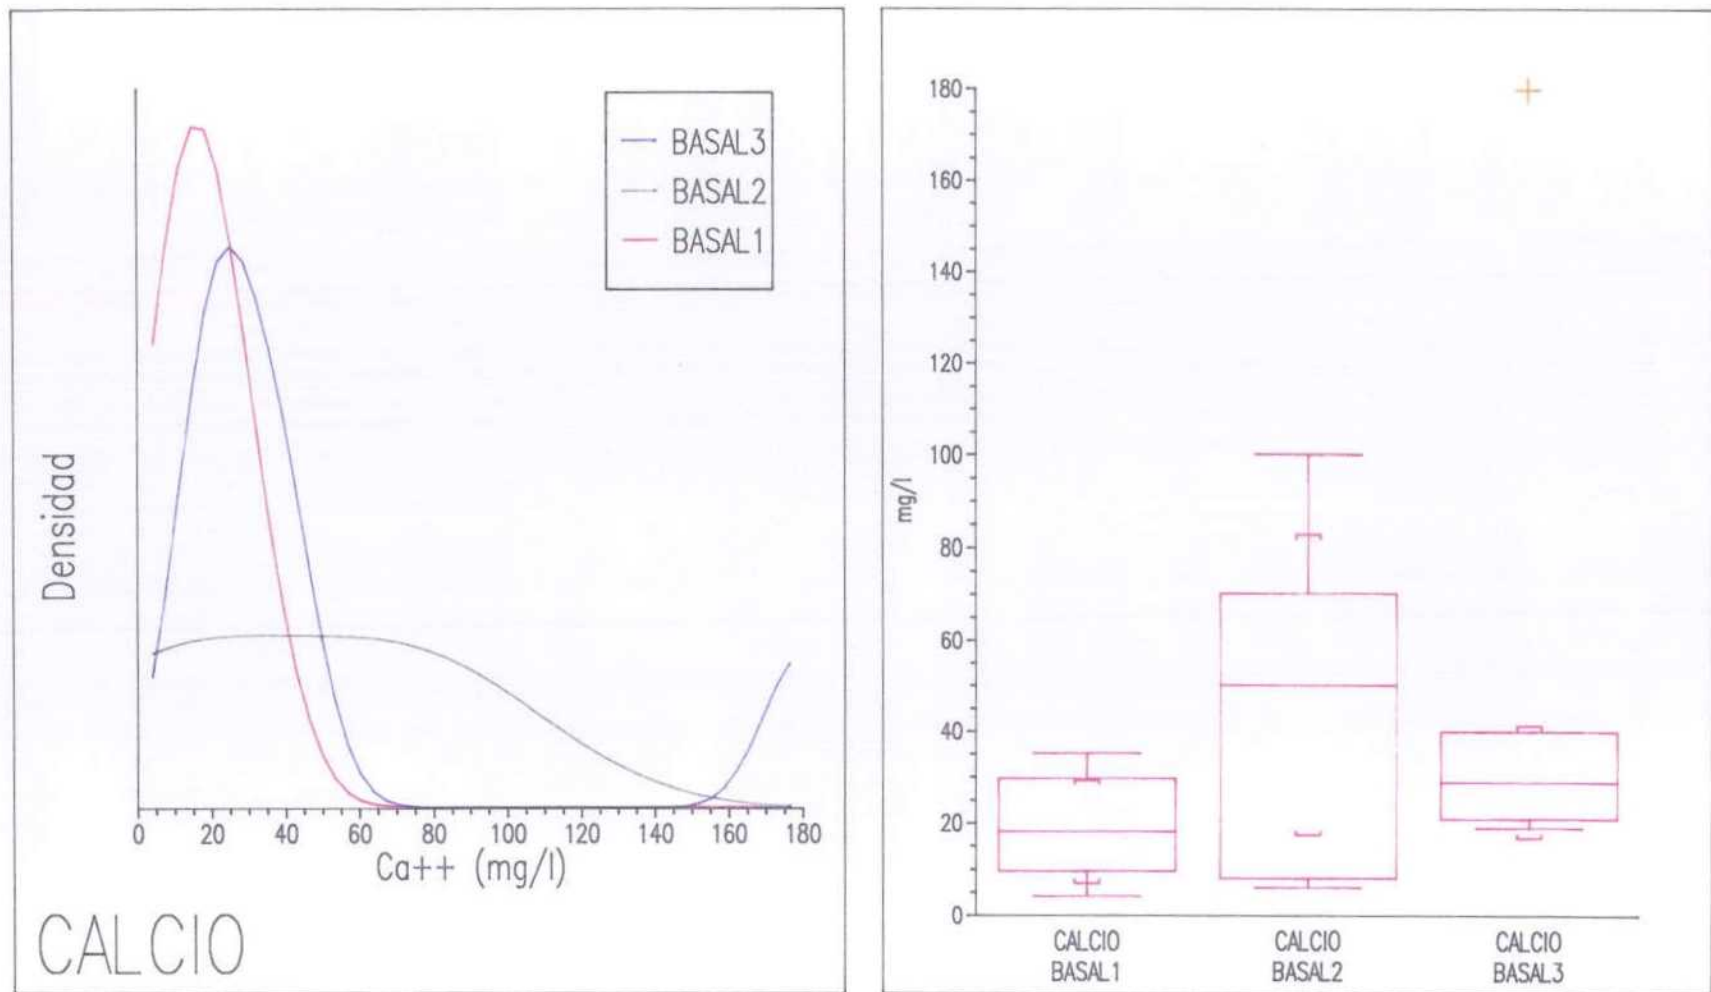 BASAL3
BASAL2
BASAL1
Densidad
0 20 40 60 80 100 120 140 160 180
Ca++ (mg/l)
CALCIO
180
160
140
120
100
mg/l
80
60
40
20
0
CALCIO BASAL1
CALCIO BASAL2
CALCIO BASAL3